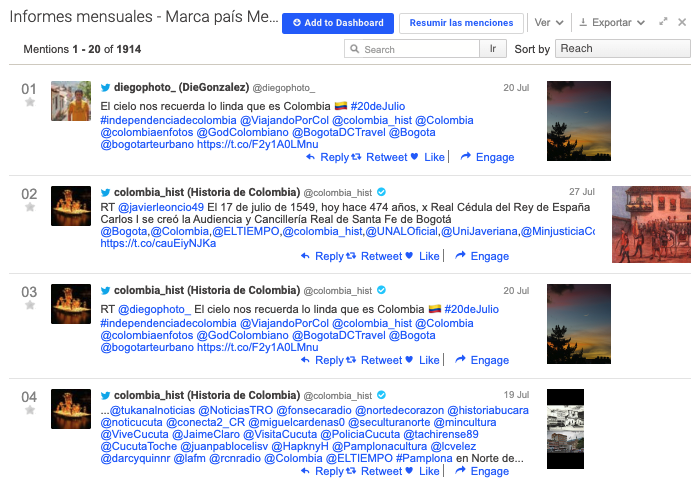 Informes mensuales - Marca país Me...
Add to Dashboard
Resumir las menciones
Ver
Exportar
Mentions 1 - 20 of 1914
Search
Ir
Sort by
Reach
01
diegophoto_ (DieGonzalez) @diegophoto_
20 Jul
El cielo nos recuerda lo linda que es Colombia 🇨🇴 #20deJulio
#independenciadecolombia @ViajandoPorCol @colombia_hist @Colombia
@colombiaenfotos @GodColombiano @BogotaDCTravel @Bogota
@bogotarteurbano https://t.co/F2y1A0LMnu
Reply Retweet Like Engage
02
colombia_hist (Historia de Colombia) @colombia_hist
27 Jul
RT @javierleoncio49 El 17 de julio de 1549, hoy hace 474 años, x Real Cédula del Rey de España
Carlos I se creó la Audiencia y Cancillería Real de Santa Fe de Bogotá
@Bogota,@Colombia,@ELTIEMPO,@colombia_hist,@UNALOficial,@UniJaveriana,@MinjusticiaCo
https://t.co/cauEiyNJKa
Reply Retweet Like Engage
03
colombia_hist (Historia de Colombia) @colombia_hist
20 Jul
RT @diegophoto_ El cielo nos recuerda lo linda que es Colombia 🇨🇴 #20deJulio
#independenciadecolombia @ViajandoPorCol @colombia_hist @Colombia
@colombiaenfotos @GodColombiano @BogotaDCTravel @Bogota
@bogotarteurbano https://t.co/F2y1A0LMnu
Reply Retweet Like Engage
04
colombia_hist (Historia de Colombia) @colombia_hist
19 Jul
...@tukanalnoticias @NoticiasTRO @fonsecaradio @nortedecorazon @historiabucara
@noticucuta @conecta2_CR @miguelcardenas0 @seculturanorte @mincultura
@ViveCucuta @JaimeClaro @VisitaCucuta @PoliciaCucuta @tachirense89
@CucutaToche @juanpablocelisv @HapknyH @Pamplonacultura @lcvelez
@darcyquinnr @lafm @rcnradio @Colombia @ELTIEMPO #Pamplona en Norte de...
Reply Retweet Like Engage